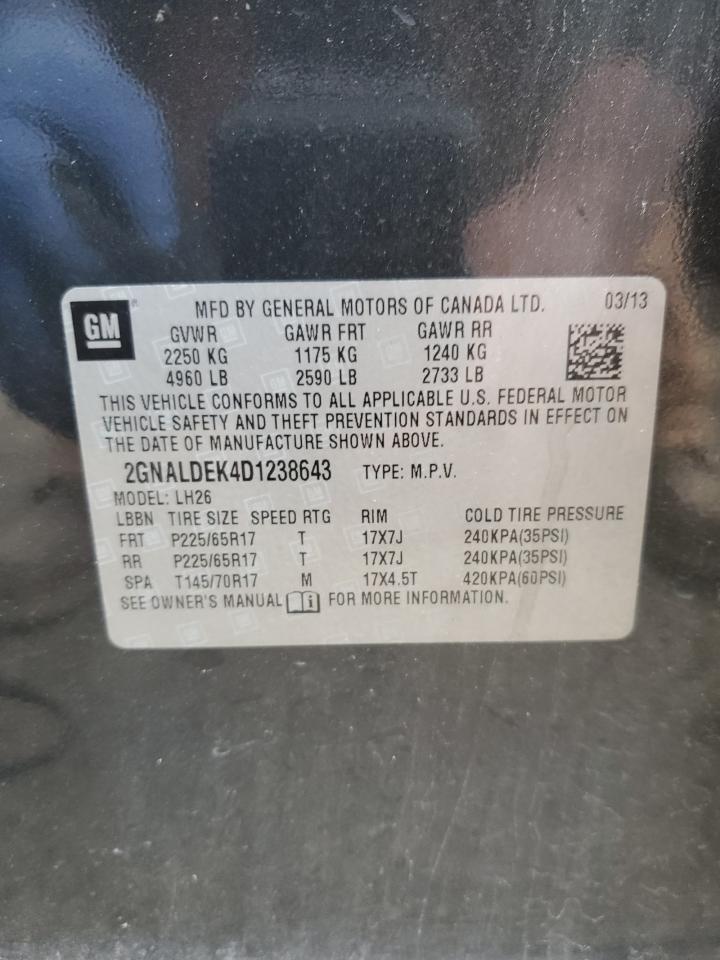 GM
MFD BY GENERAL MOTORS OF CANADA LTD. 03/13
GVWR GAWR FRT GAWR RR
2250 KG 1175 KG 1240 KG
4960 LB 2590 LB 2733 LB
THIS VEHICLE CONFORMS TO ALL APPLICABLE U.S. FEDERAL MOTOR
VEHICLE SAFETY AND THEFT PREVENTION STANDARDS IN EFFECT ON
THE DATE OF MANUFACTURE SHOWN ABOVE.
2GNALDEK4D1238643 TYPE: M.P.V.
MODEL: LH26
LBBN TIRE SIZE SPEED RTG RIM COLD TIRE PRESSURE
FRT P225/65R17 T 17X7J 240KPA(35PSI)
RR P225/65R17 T 17X7J 240KPA(35PSI)
SPA T145/70R17 M 17X4.5T 420KPA(60PSI)
SEE OWNER'S MANUAL i FOR MORE INFORMATION.